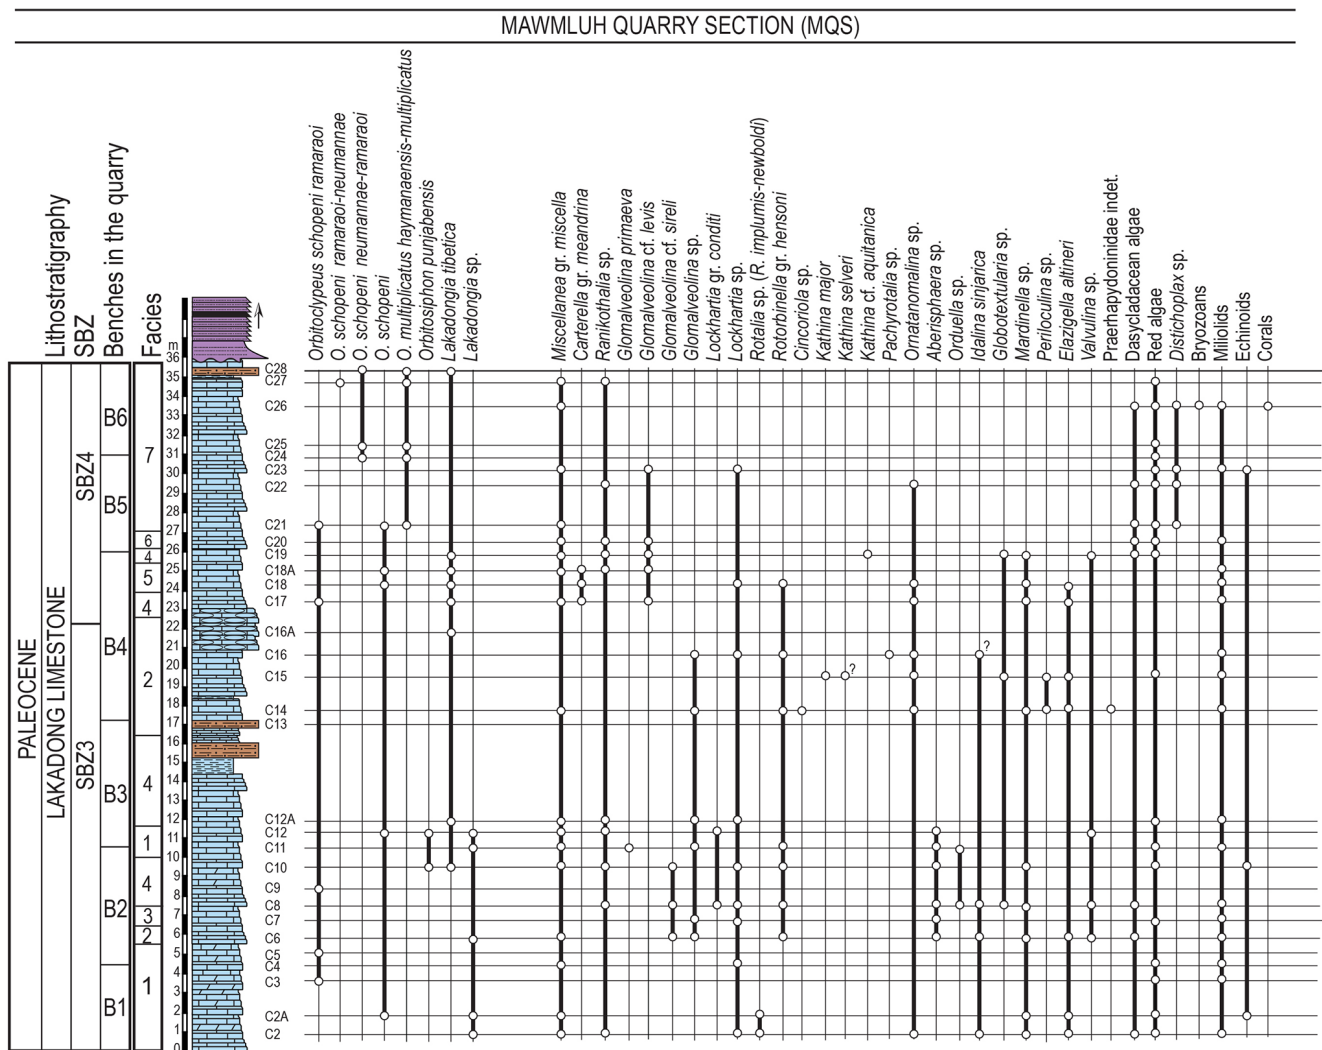 MAWMLUH QUARRY SECTION (MQS)
Lithostratigraphy
SBZ
Benches in the quarry
Facies
Orbitoclypeus schopeni ramaraoi
O. schopeni ramaraoi-neumannae
O. schopeni neumannae-ramaraoi
O. schopeni
O. multiplicatus haymanaensis-multiplicatus
Orbitosiphon punjabensis
Lakadongia tibetica
Lakadongia sp.
Miscellanea gr. miscella
Carterella gr. meandrina
Ranikothalia sp.
Glomalveolina primaeva
Glomalveolina cf. levis
Glomalveolina cf. sireli
Glomalveolina sp.
Lockhartia gr. conditi
Lockhartia sp.
Rotalia sp. (R. implumis-newboldi)
Rotorbinella gr. hensoni
Cincoriola sp.
Kathina major
Kathina selveri
Kathina cf. aquitanica
Pachyrotalia sp.
Ornatanomalina sp.
Aberisphaera sp.
Orduella sp.
Idalina sinjarica
Globotextularia sp.
Mardinella sp.
Periloculina sp.
Elazigella altineri
Valvulina sp.
Praerhapydonionidae indet.
Dasycladacean algae
Red algae
Distichoplax sp.
Bryozoans
Miliolids
Echinoids
Corals
PALEOCENE
LAKADONG LIMESTONE
SBZ4
SBZ3
B6
B5
B4
B3
B2
B1
7
6
4
5
4
2
4
1
4
3
2
1
m
36
35
34
33
32
31
30
29
28
27
26
25
24
23
22
21
20
19
18
17
16
15
14
13
12
11
10
9
8
7
6
5
4
3
2
1
0
C28
C27
C26
C25
C24
C23
C22
C21
C20
C19
C18A
C18
C17
C16A
C16
C15
C14
C13
C12A
C12
C11
C10
C9
C8
C7
C6
C5
C4
C3
C2A
C2
?
?